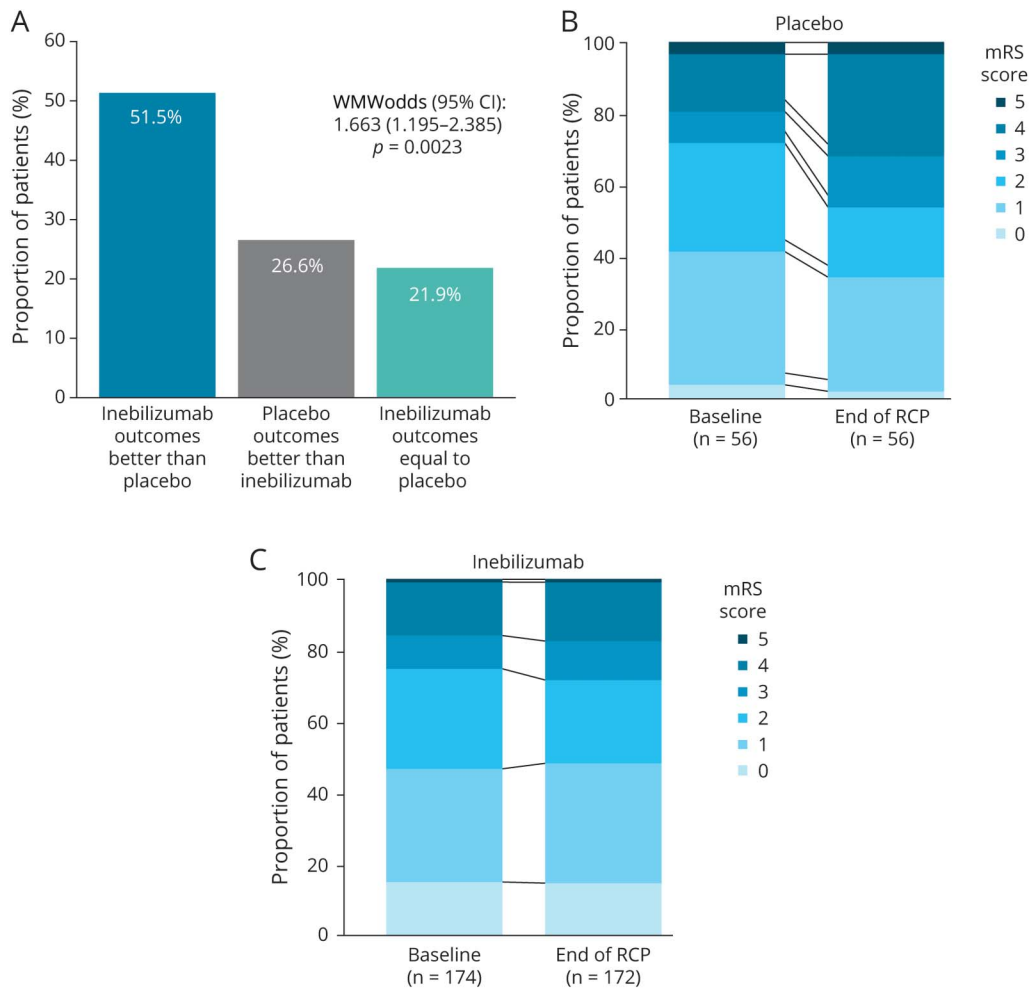 A
Proportion of patients (%)
60
50
40
30
20
10
0
51.5%
26.6%
21.9%
WMWodds (95% CI):
1.663 (1.195–2.385)
p = 0.0023
Inebilizumab
outcomes
better than
placebo
Placebo
outcomes
better than
inebilizumab
Inebilizumab
outcomes
equal to
placebo
B
Placebo
Proportion of patients (%)
100
80
60
40
20
0
Baseline
(n = 56)
End of RCP
(n = 56)
mRS
score
5
4
3
2
1
0
C
Inebilizumab
Proportion of patients (%)
100
80
60
40
20
0
Baseline
(n = 174)
End of RCP
(n = 172)
mRS
score
5
4
3
2
1
0